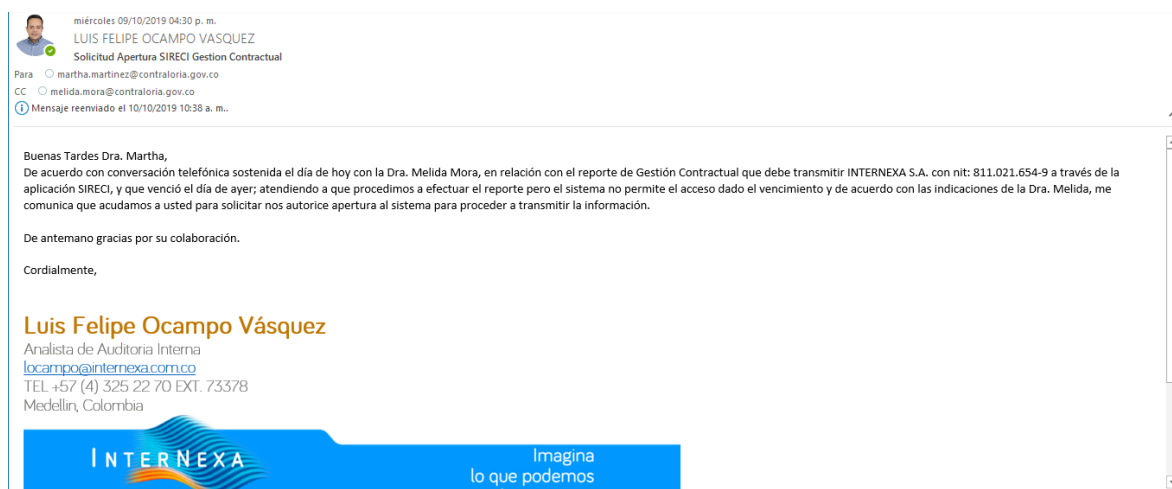 miércoles 09/10/2019 04:30 p. m.
LUIS FELIPE OCAMPO VASQUEZ
Solicitud Apertura SIRECI Gestion Contractual
Para martha.martinez@contraloria.gov.co
CC melida.mora@contraloria.gov.co
Mensaje reenviado el 10/10/2019 10:38 a. m..
Buenas Tardes Dra. Martha,
De acuerdo con conversación telefónica sostenida el día de hoy con la Dra. Melida Mora, en relación con el reporte de Gestión Contractual que debe transmitir INTERNEXA S.A. con nit: 811.021.654-9 a través de la
aplicación SIRECI, y que venció el día de ayer; atendiendo a que procedimos a efectuar el reporte pero el sistema no permite el acceso dado el vencimiento y de acuerdo con las indicaciones de la Dra. Melida, me
comunica que acudamos a usted para solicitar nos autorice apertura al sistema para proceder a transmitir la información.
De antemano gracias por su colaboración.
Cordialmente,
Luis Felipe Ocampo Vásquez
Analista de Auditoria Interna
locampo@internexa.com.co
TEL +57 (4) 325 22 70 EXT. 73378
Medellin, Colombia
INTERNEXA
Imagina
lo que podemos